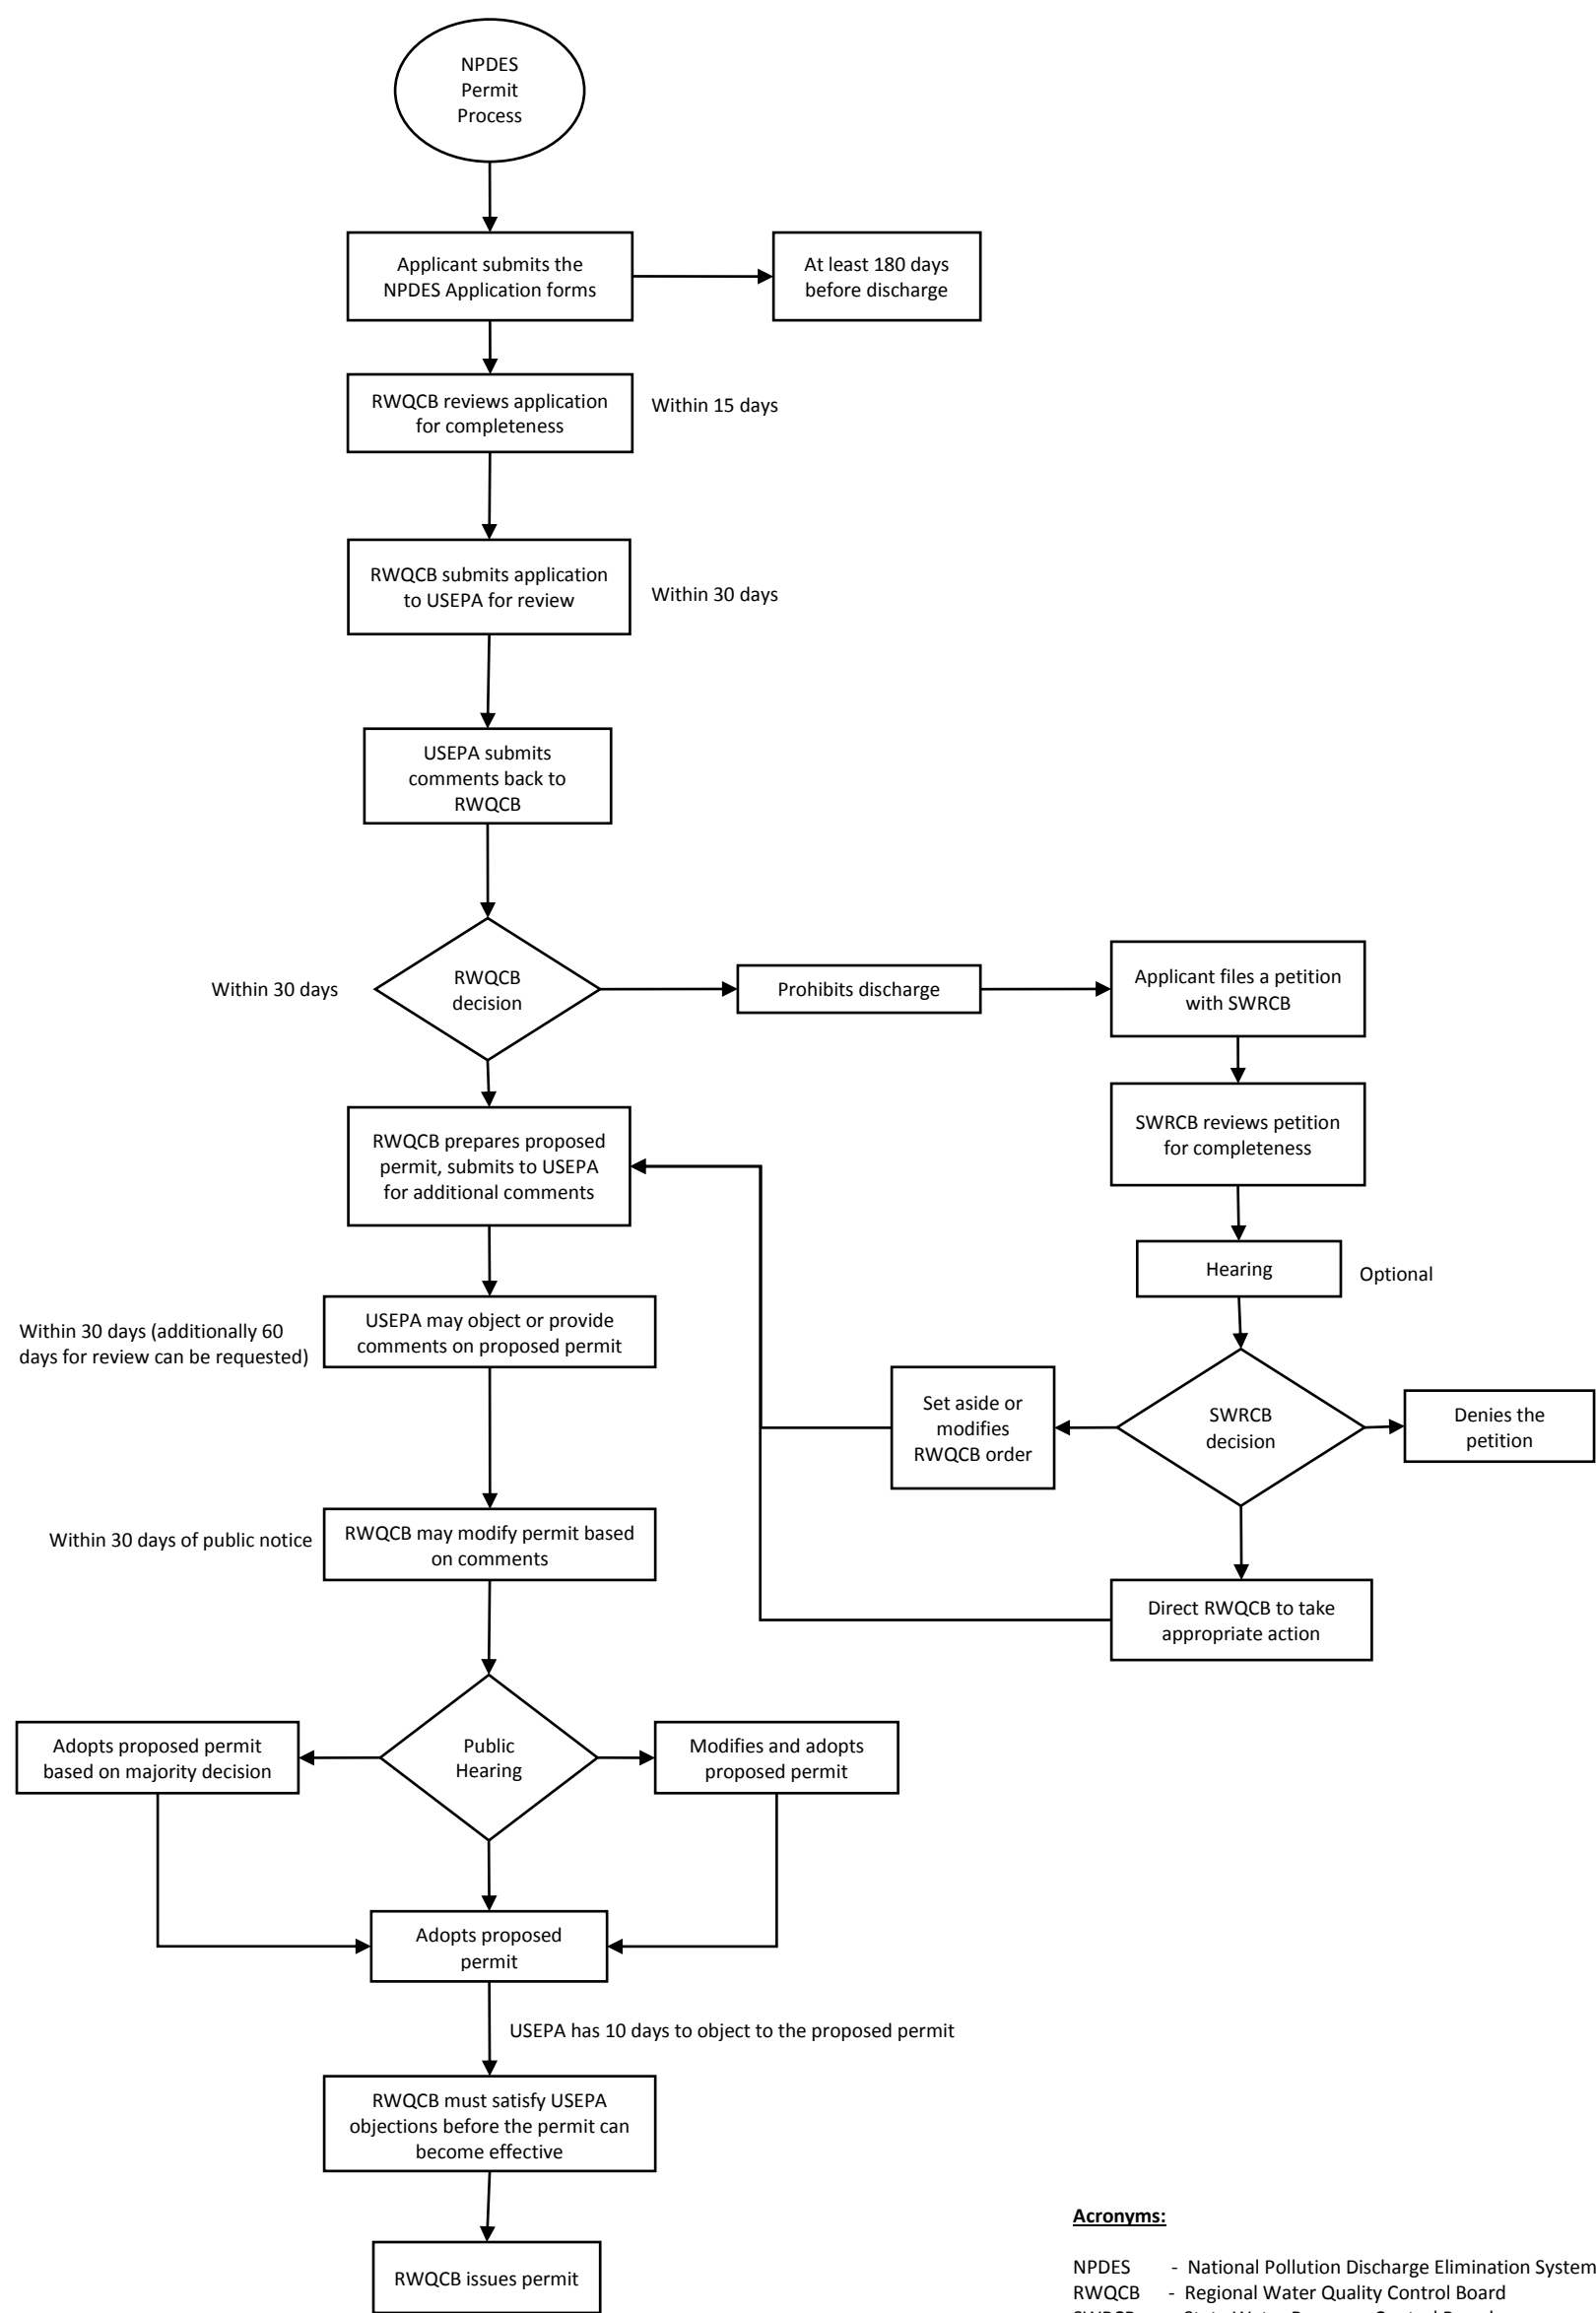 NPDES
Permit
Process
Applicant submits the
NPDES Application forms
At least 180 days
before discharge
RWQCB reviews application
for completeness
Within 15 days
RWQCB submits application
to USEPA for review
Within 30 days
USEPA submits
comments back to
RWQCB
Within 30 days
RWQCB
decision
Prohibits discharge
Applicant files a petition
with SWRCB
SWRCB reviews petition
for completeness
RWQCB prepares proposed
permit, submits to USEPA
for additional comments
Hearing
Optional
Within 30 days (additionally 60
days for review can be requested)
USEPA may object or provide
comments on proposed permit
Set aside or
modifies
RWQCB order
SWRCB
decision
Denies the
petition
Within 30 days of public notice
RWQCB may modify permit based
on comments
Direct RWQCB to take
appropriate action
Adopts proposed permit
based on majority decision
Public
Hearing
Modifies and adopts
proposed permit
Adopts proposed
permit
USEPA has 10 days to object to the proposed permit
RWQCB must satisfy USEPA
objections before the permit can
become effective
RWQCB issues permit
Acronyms:
NPDES - National Pollution Discharge Elimination System
RWQCB - Regional Water Quality Control Board